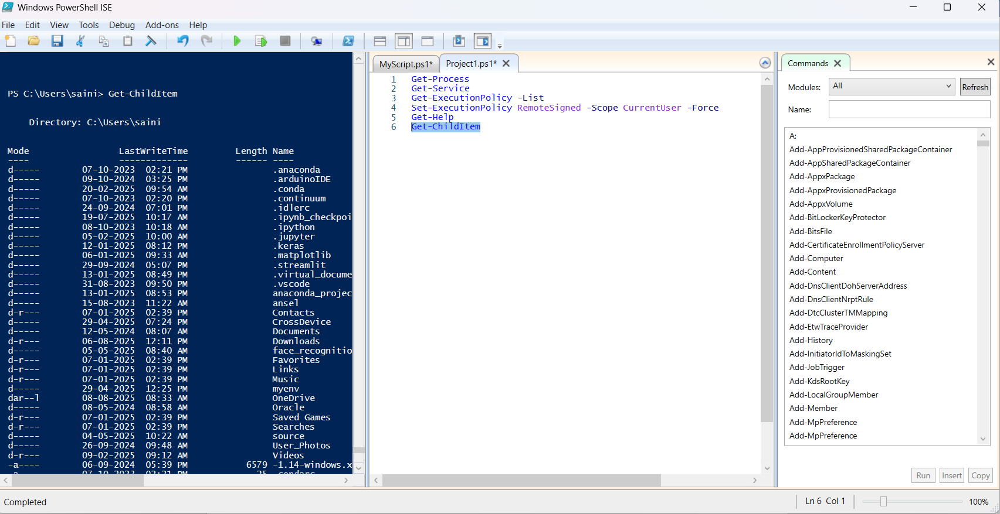 Windows PowerShell ISE
File Edit View Tools Debug Add-ons Help
PS C:\Users\saini> Get-ChildItem
Directory: C:\Users\saini
Mode LastWriteTime Length Name
---- ------------- ------ ----
d----- 07-10-2023 02:21 PM .anaconda
d----- 09-10-2024 03:25 PM .arduinoIDE
d----- 20-02-2025 09:54 AM .conda
d----- 07-10-2023 02:20 PM .continuum
d----- 24-09-2024 07:01 PM .idlerc
d----- 19-07-2025 10:17 AM .ipynb_checkpoi
d----- 08-10-2023 10:18 AM .ipython
d----- 05-02-2025 10:00 AM .jupyter
d----- 12-01-2025 08:12 PM .keras
d----- 06-01-2025 09:33 AM .matplotlib
d----- 29-09-2024 05:07 PM .streamlit
d----- 13-01-2025 08:49 PM .virtual_docume
d----- 31-08-2023 09:50 PM .vscode
d----- 13-01-2025 08:53 PM anaconda_projec
d----- 15-08-2023 11:22 AM ansel
d-r--- 07-01-2025 02:39 PM Contacts
d----- 29-04-2025 07:24 PM CrossDevice
d----- 12-05-2024 08:07 AM Documents
d-r--- 06-08-2025 12:11 PM Downloads
d----- 05-05-2025 08:40 AM face_recognitio
d-r--- 07-01-2025 02:39 PM Favorites
d-r--- 07-01-2025 02:39 PM Links
d-r--- 07-01-2025 02:39 PM Music
d----- 29-04-2025 12:25 PM myenv
dar--l 08-08-2025 08:33 AM OneDrive
d----- 08-05-2024 08:58 AM Oracle
d-r--- 07-01-2025 02:39 PM Saved Games
d-r--- 07-01-2025 02:39 PM Searches
d----- 04-05-2025 10:22 AM source
d----- 26-09-2024 09:48 AM User_Photos
d-r--- 09-02-2025 09:12 AM Videos
-a---- 06-09-2024 05:39 PM 6579 -1.14-windows.x
MyScript.ps1* Project1.ps1*
1 Get-Process
2 Get-Service
3 Get-ExecutionPolicy -List
4 Set-ExecutionPolicy RemoteSigned -Scope CurrentUser -Force
5 Get-Help
6 Get-ChildItem
Commands
Modules: All Refresh
Name:
A:
Add-AppProvisionedSharedPackageContainer
Add-AppSharedPackageContainer
Add-AppxPackage
Add-AppxProvisionedPackage
Add-AppxVolume
Add-BitLockerKeyProtector
Add-BitsFile
Add-CertificateEnrollmentPolicyServer
Add-Computer
Add-Content
Add-DnsClientDohServerAddress
Add-DnsClientNrptRule
Add-DtcClusterTMMapping
Add-EtwTraceProvider
Add-History
Add-InitiatorIdToMaskingSet
Add-JobTrigger
Add-KdsRootKey
Add-LocalGroupMember
Add-Member
Add-MpPreference
Add-MpPreference
Run Insert Copy
Completed
Ln 6 Col 1 100%